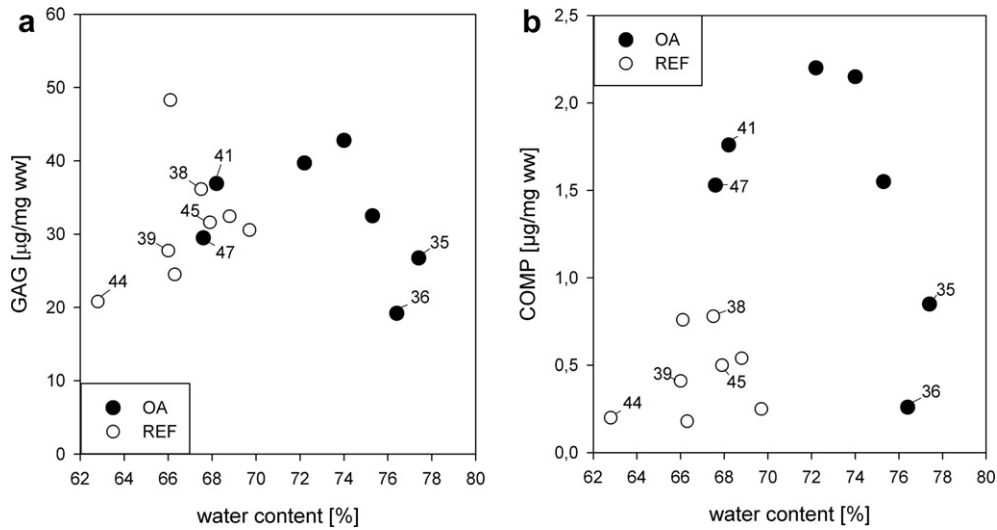 a
60
50
40
30
20
10
0
GAG [µg/mg ww]
38
41
45
39
47
44
35
36
OA
REF
62 64 66 68 70 72 74 76 78 80
water content [%]
b
2,5
2,0
1,5
1,0
0,5
0,0
COMP [µg/mg ww]
OA
REF
41
47
35
38
39
45
44
36
62 64 66 68 70 72 74 76 78 80
water content [%]